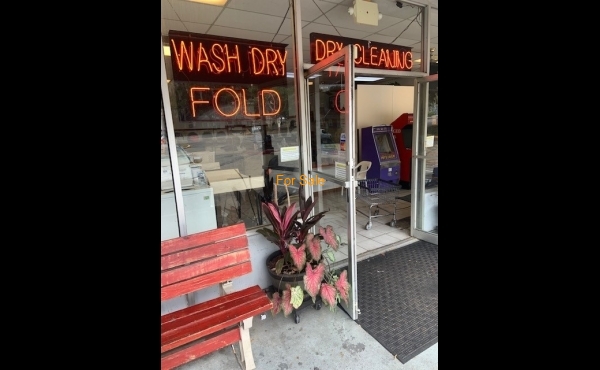 WASH DRY
FOLD
DRY CLEANING
For Sale